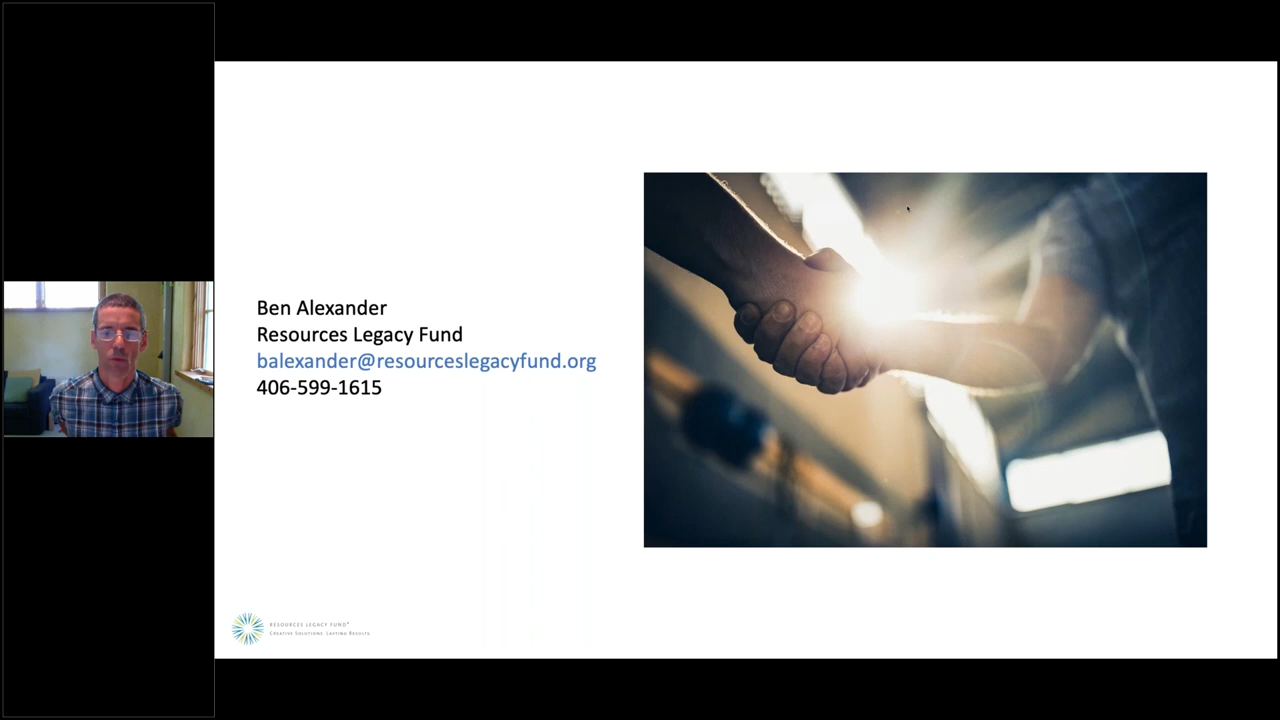 Ben Alexander
Resources Legacy Fund
balexander@resourceslegacyfund.org
406-599-1615
RESOURCES LEGACY FUND®
CREATIVE SOLUTIONS. LASTING RESULTS.